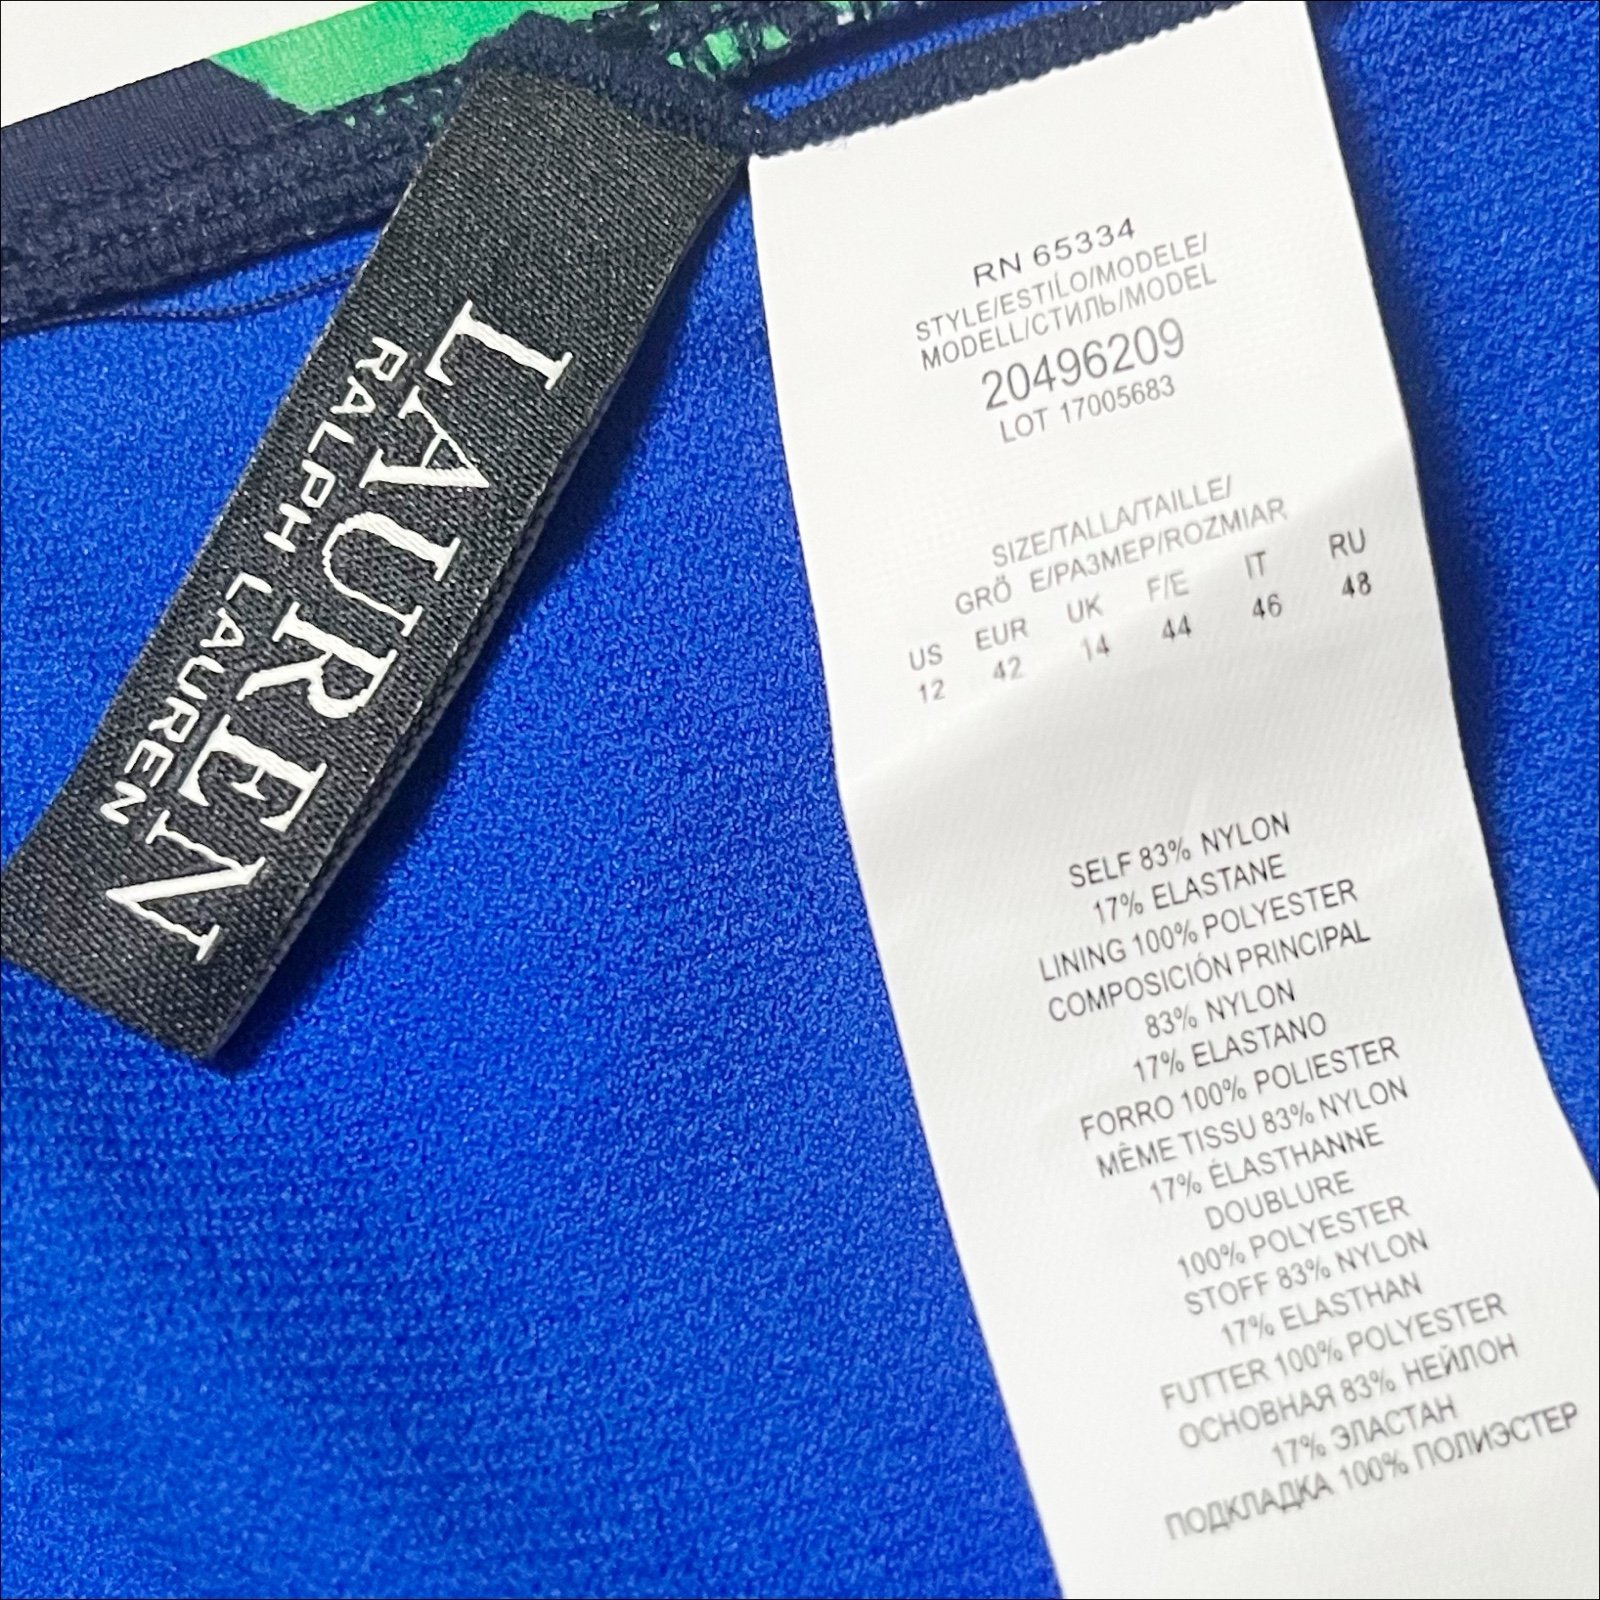 LAUREN
RALPH LAUREN
RN 65334
STYLE/ESTILO/MODELE/
MODELL/СТИЛЬ/MODEL
20496209
LOT 17005683
SIZE/TALLA/TAILLE/
GRÖ E/РАЗМЕР/ROZMIAR
US EUR UK F/E IT RU
12 42 14 44 46 48
SELF 83% NYLON
17% ELASTANE
LINING 100% POLYESTER
COMPOSICIÓN PRINCIPAL
83% NYLON
17% ELASTANO
FORRO 100% POLIESTER
MÊME TISSU 83% NYLON
17% ÉLASTHANNE
DOUBLURE
100% POLYESTER
STOFF 83% NYLON
17% ELASTHAN
FUTTER 100% POLYESTER
ОСНОВНАЯ 83% НЕЙЛОН
17% ЭЛАСТАН
ПОДКЛАДКА 100% ПОЛИЭСТЕР